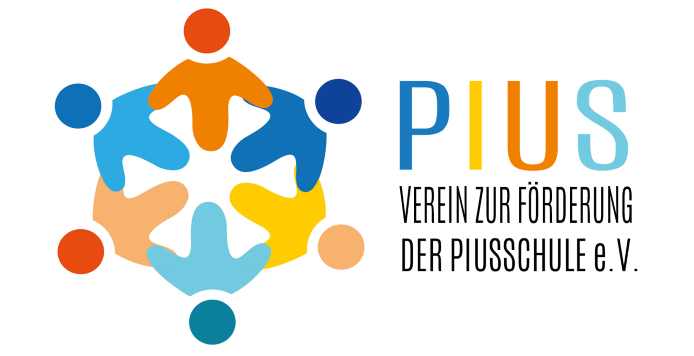 PIUS
VEREIN ZUR FÖRDERUNG
DER PIUSSCHULE e.V.